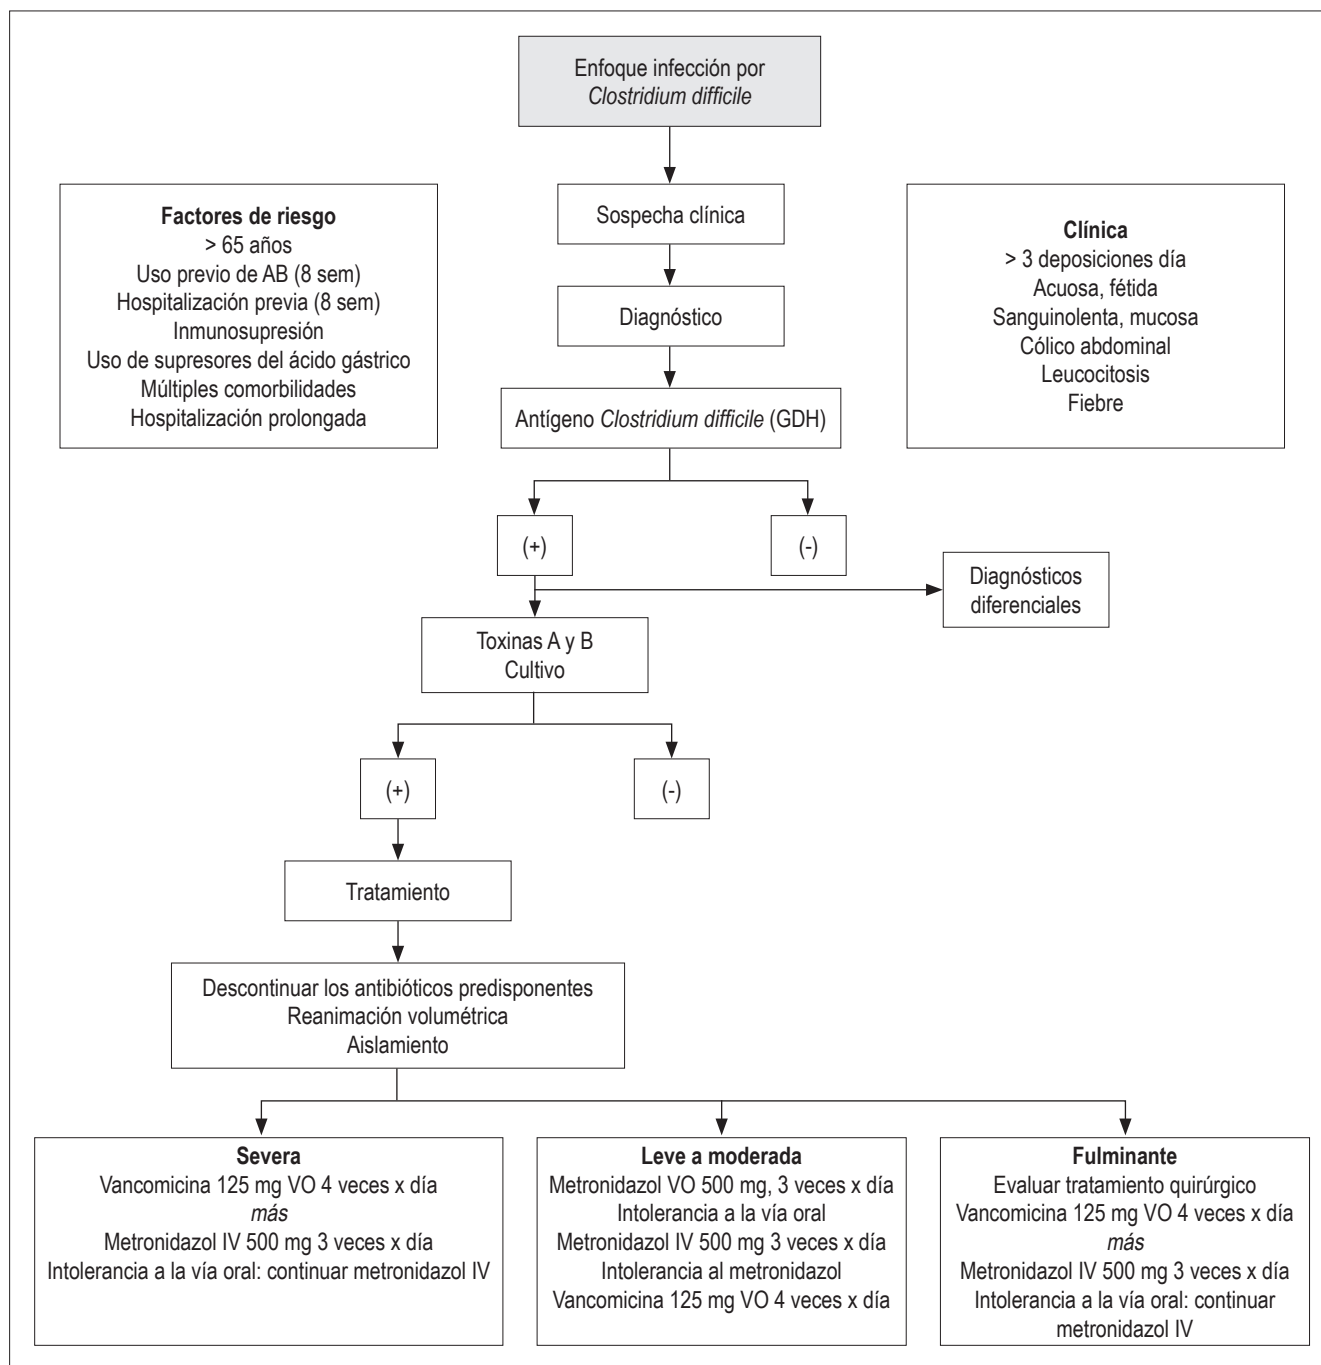 Enfoque infección por
Clostridium difficile
Factores de riesgo
> 65 años
Uso previo de AB (8 sem)
Hospitalización previa (8 sem)
Inmunosupresión
Uso de supresores del ácido gástrico
Múltiples comorbilidades
Hospitalización prolongada
Sospecha clínica
Clínica
> 3 deposiciones día
Acuosa, fétida
Sanguinolenta, mucosa
Cólico abdominal
Leucocitosis
Fiebre
Diagnóstico
Antígeno Clostridium difficile (GDH)
(+)
(-)
Diagnósticos
diferenciales
Toxinas A y B
Cultivo
(+)
(-)
Tratamiento
Descontinuar los antibióticos predisponentes
Reanimación volumétrica
Aislamiento
Severa
Vancomicina 125 mg VO 4 veces x día
más
Metronidazol IV 500 mg 3 veces x día
Intolerancia a la vía oral: continuar metronidazol IV
Leve a moderada
Metronidazol VO 500 mg, 3 veces x día
Intolerancia a la vía oral
Metronidazol IV 500 mg 3 veces x día
Intolerancia al metronidazol
Vancomicina 125 mg VO 4 veces x día
Fulminante
Evaluar tratamiento quirúrgico
Vancomicina 125 mg VO 4 veces x día
más
Metronidazol IV 500 mg 3 veces x día
Intolerancia a la vía oral: continuar
metronidazol IV